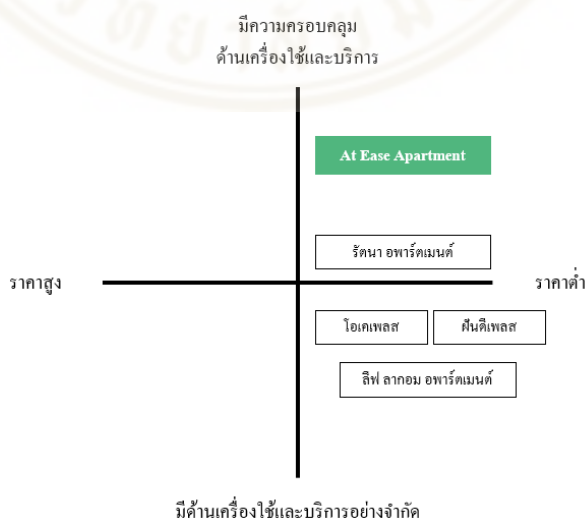 มีความครอบคลุม
ด้านเครื่องใช้และบริการ
At Ease Apartment
รัตนา อพาร์ตเมนต์
ราคาสูง
ราคาต่ำ
โอเคเพลส
ฝันดีเพลส
ลีฟ ลากอม อพาร์ตเมนต์
มีด้านเครื่องใช้และบริการอย่างจำกัด